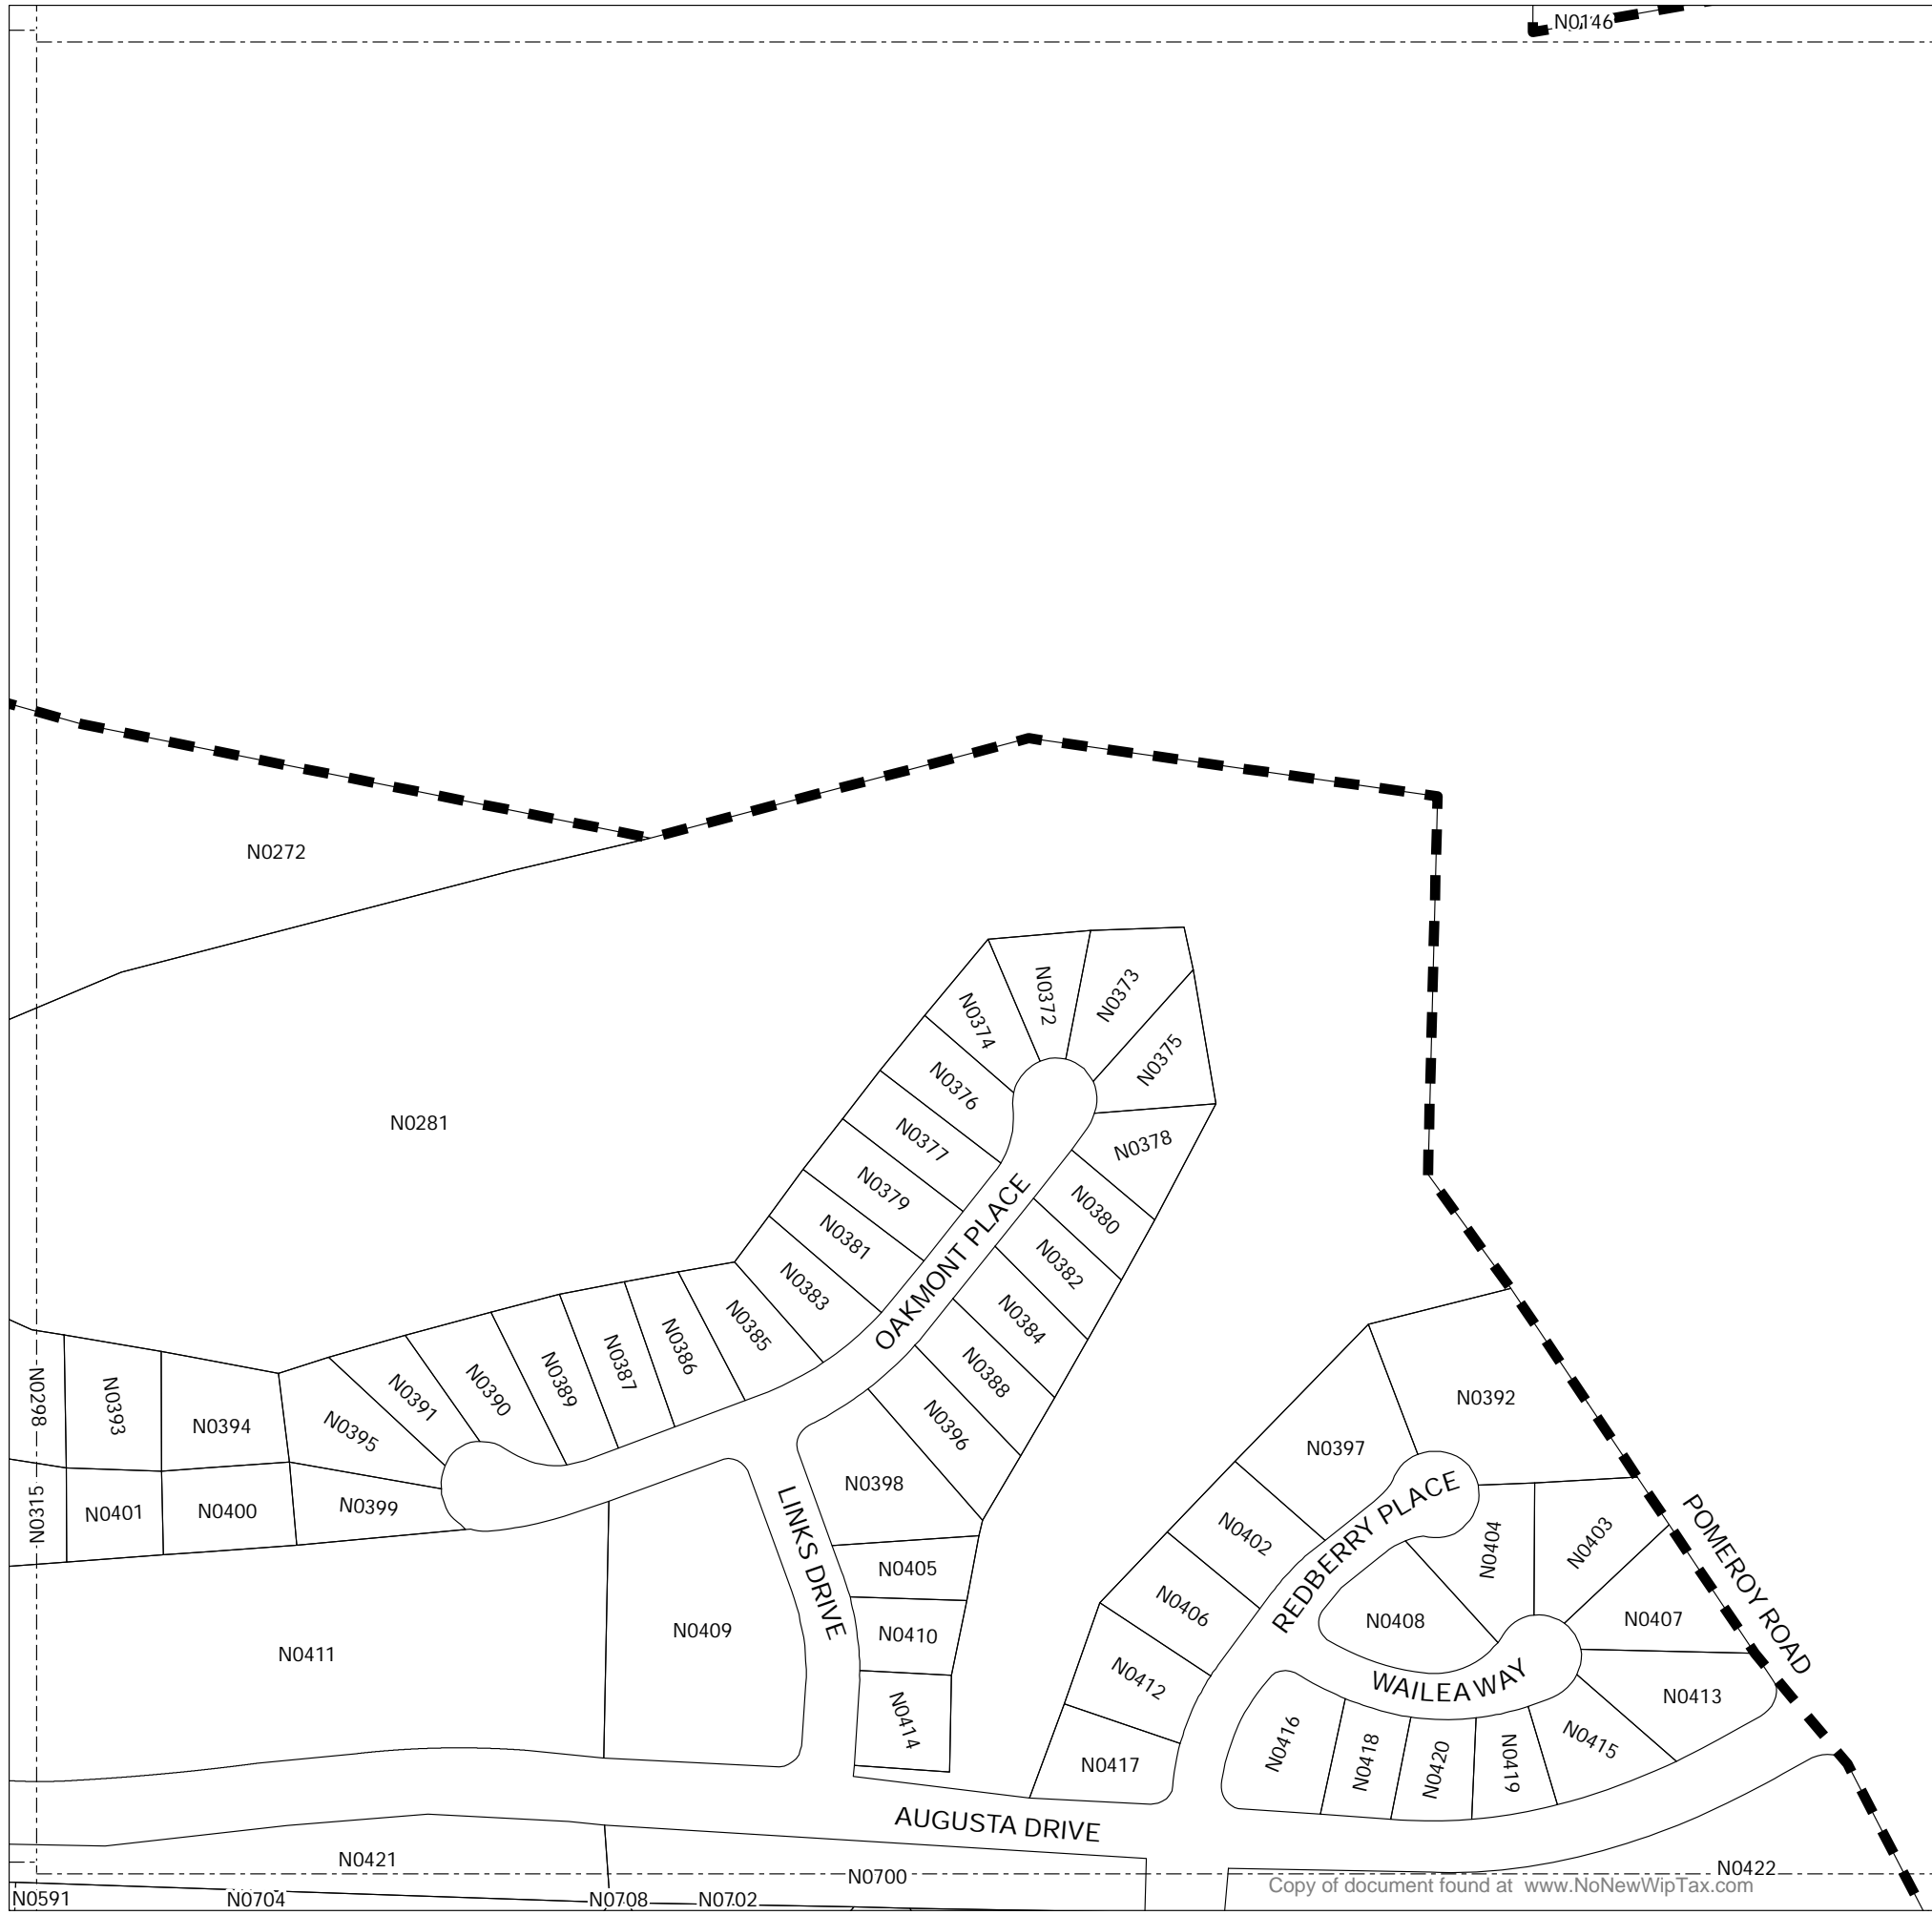 N0146
N0272
N0281
N0372
N0373
N0374
N0375
N0376
N0377
N0378
N0379
N0380
N0381
N0382
N0383
N0384
N0385
N0386
N0387
N0388
N0389
N0390
N0391
N0392
N0298
N0393
N0394
N0395
N0396
N0397
N0398
N0399
N0400
N0401
N0315
N0402
N0403
N0404
N0405
N0406
N0407
N0408
N0409
N0410
N0411
N0412
N0413
N0414
N0415
N0416
N0417
N0418
N0420
N0419
OAKMONT PLACE
LINKS DRIVE
REDBERRY PLACE
WAILEA WAY
POMEROY ROAD
AUGUSTA DRIVE
N0421
N0700
N0422
N0591
N0704
N0708
N0702
Copy of document found at www.NoNewWipTax.com